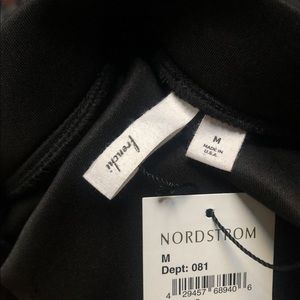 frenchi
M
MADE IN
U.S.A.
NORDSTROM
M
Dept: 081
4 29457 68940 6